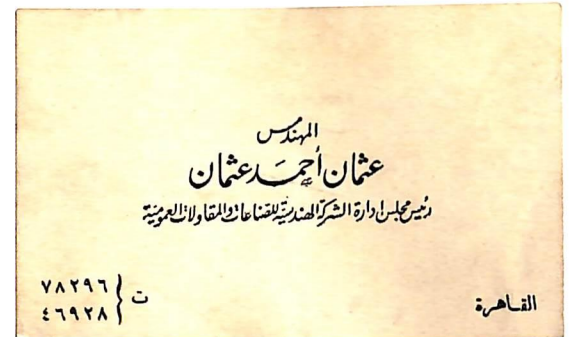 المهندس
عثمان أحمد عثمان
رئيس مجلس ادارة الشركة الهندسية للصناعات والمقاولات العمومية
القاهرة
ت { ٧٨٢٩٦
٤٦٩٢٨